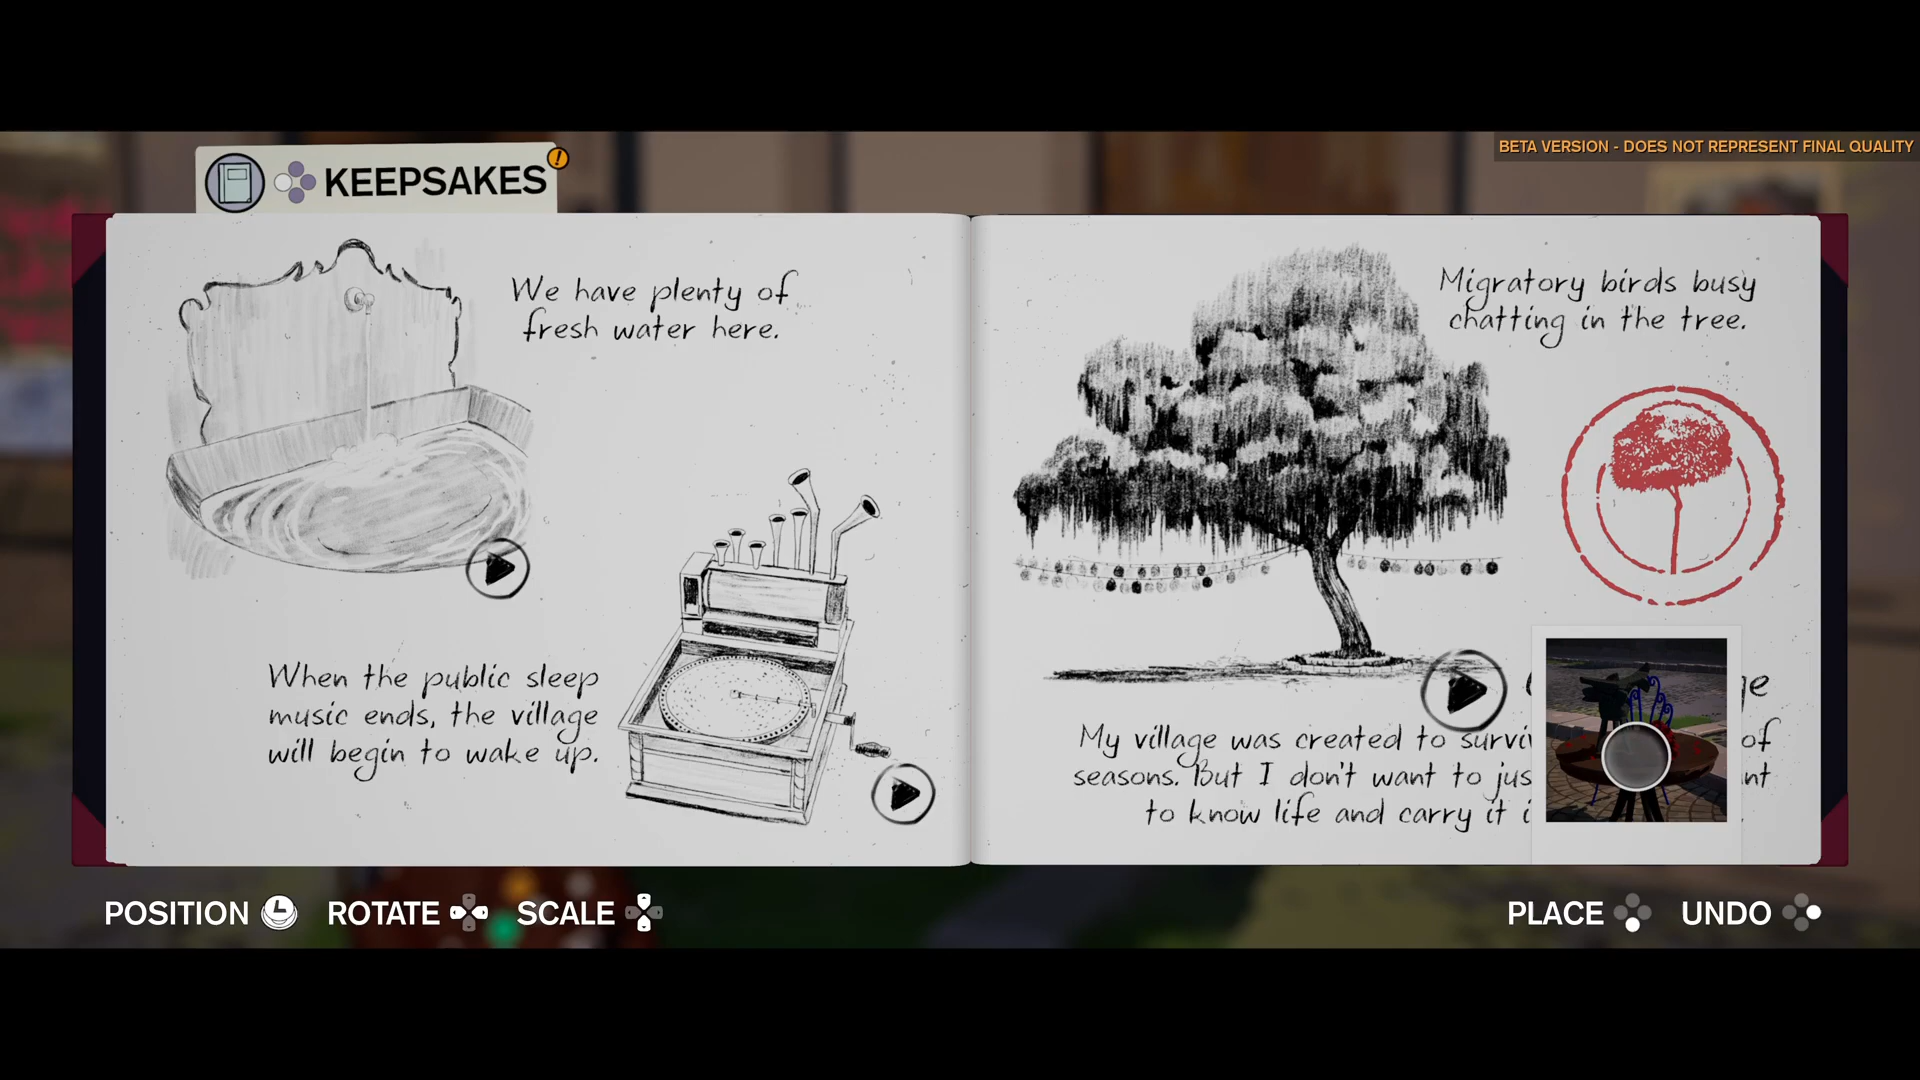 BETA VERSION - DOES NOT REPRESENT FINAL QUALITY
KEEPSAKES
We have plenty of
fresh water here.
When the public sleep
music ends, the village
will begin to wake up.
Migratory birds busy
chatting in the tree.
My village was created to of
seasons. But I don't want to
to know life and carry it
POSITION
ROTATE
SCALE
PLACE
UNDO